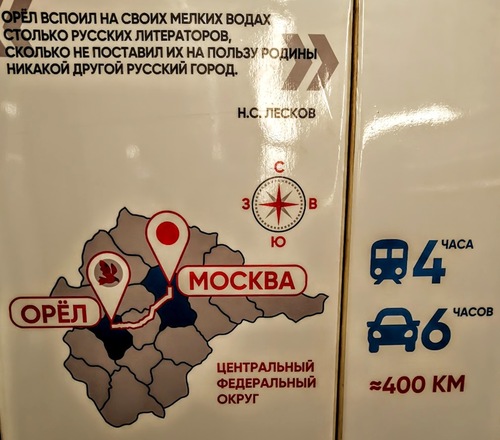 ОРЁЛ ВСПОИЛ НА СВОИХ МЕЛКИХ ВОДАХ
СТОЛЬКО РУССКИХ ЛИТЕРАТОРОВ,
СКОЛЬКО НЕ ПОСТАВИЛ ИХ НА ПОЛЬЗУ РОДИНЫ
НИКАКОЙ ДРУГОЙ РУССКИЙ ГОРОД.
Н.С. ЛЕСКОВ
С
З В
Ю
МОСКВА
ОРЁЛ
ЦЕНТРАЛЬНЫЙ
ФЕДЕРАЛЬНЫЙ
ОКРУГ
4 ЧАСА
6 ЧАСОВ
≈400 КМ